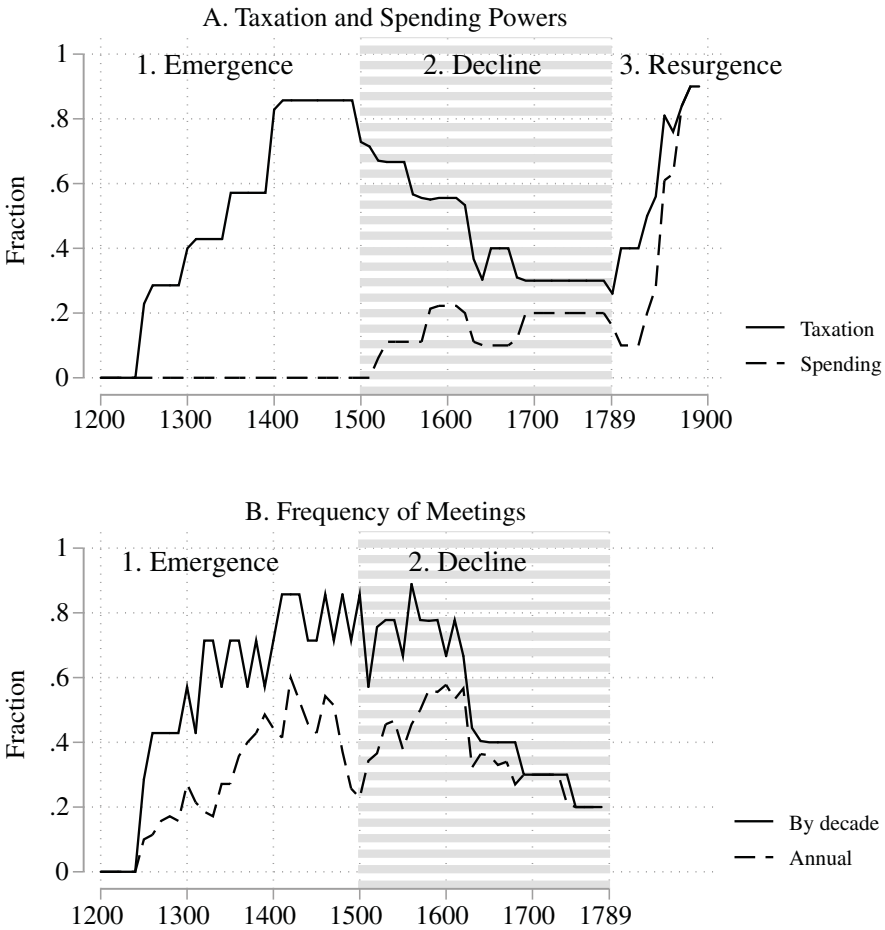 A. Taxation and Spending Powers
1
1. Emergence
2. Decline
3. Resurgence
.8
.6
Fraction
.4
.2
0
Taxation
Spending
1200
1300
1400
1500
1600
1700
1789
1900
B. Frequency of Meetings
1
1. Emergence
2. Decline
.8
.6
Fraction
.4
.2
0
By decade
Annual
1200
1300
1400
1500
1600
1700
1789